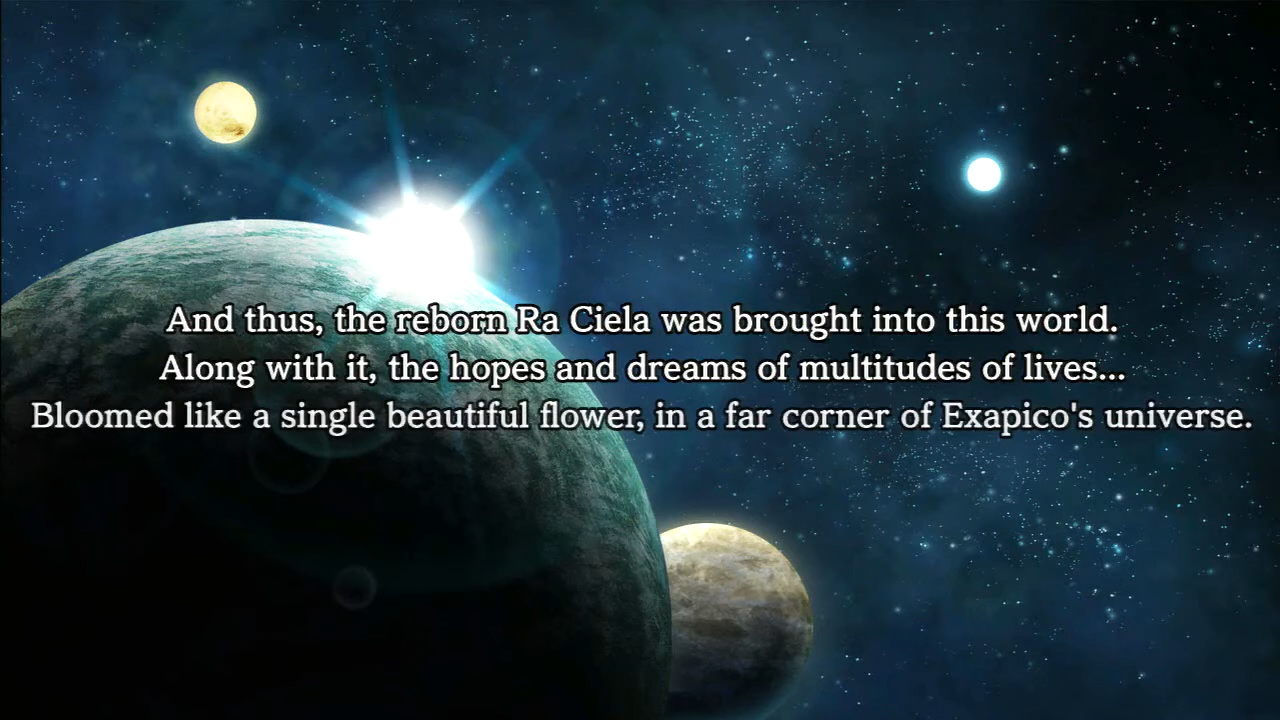 And thus, the reborn Ra Ciela was brought into this world.
Along with it, the hopes and dreams of multitudes of lives...
Bloomed like a single beautiful flower, in a far corner of Exapico's universe.